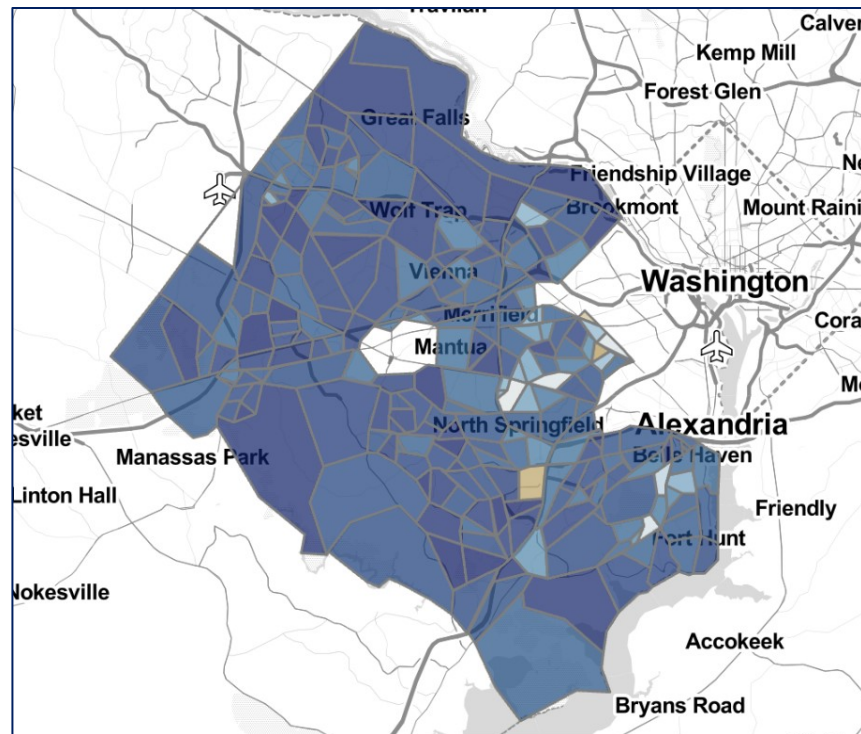 Travilah
Calver
Kemp Mill
Forest Glen
Great Falls
Friendship Village
Wolf Trap
Brookmont
Mount Raini
Vienna
Washington
Merrifield
Mantua
Cora
ket
esville
North Springfield
Alexandria
Manassas Park
Belle Haven
Linton Hall
Friendly
Fort Hunt
Nokesville
Accokeek
Bryans Road